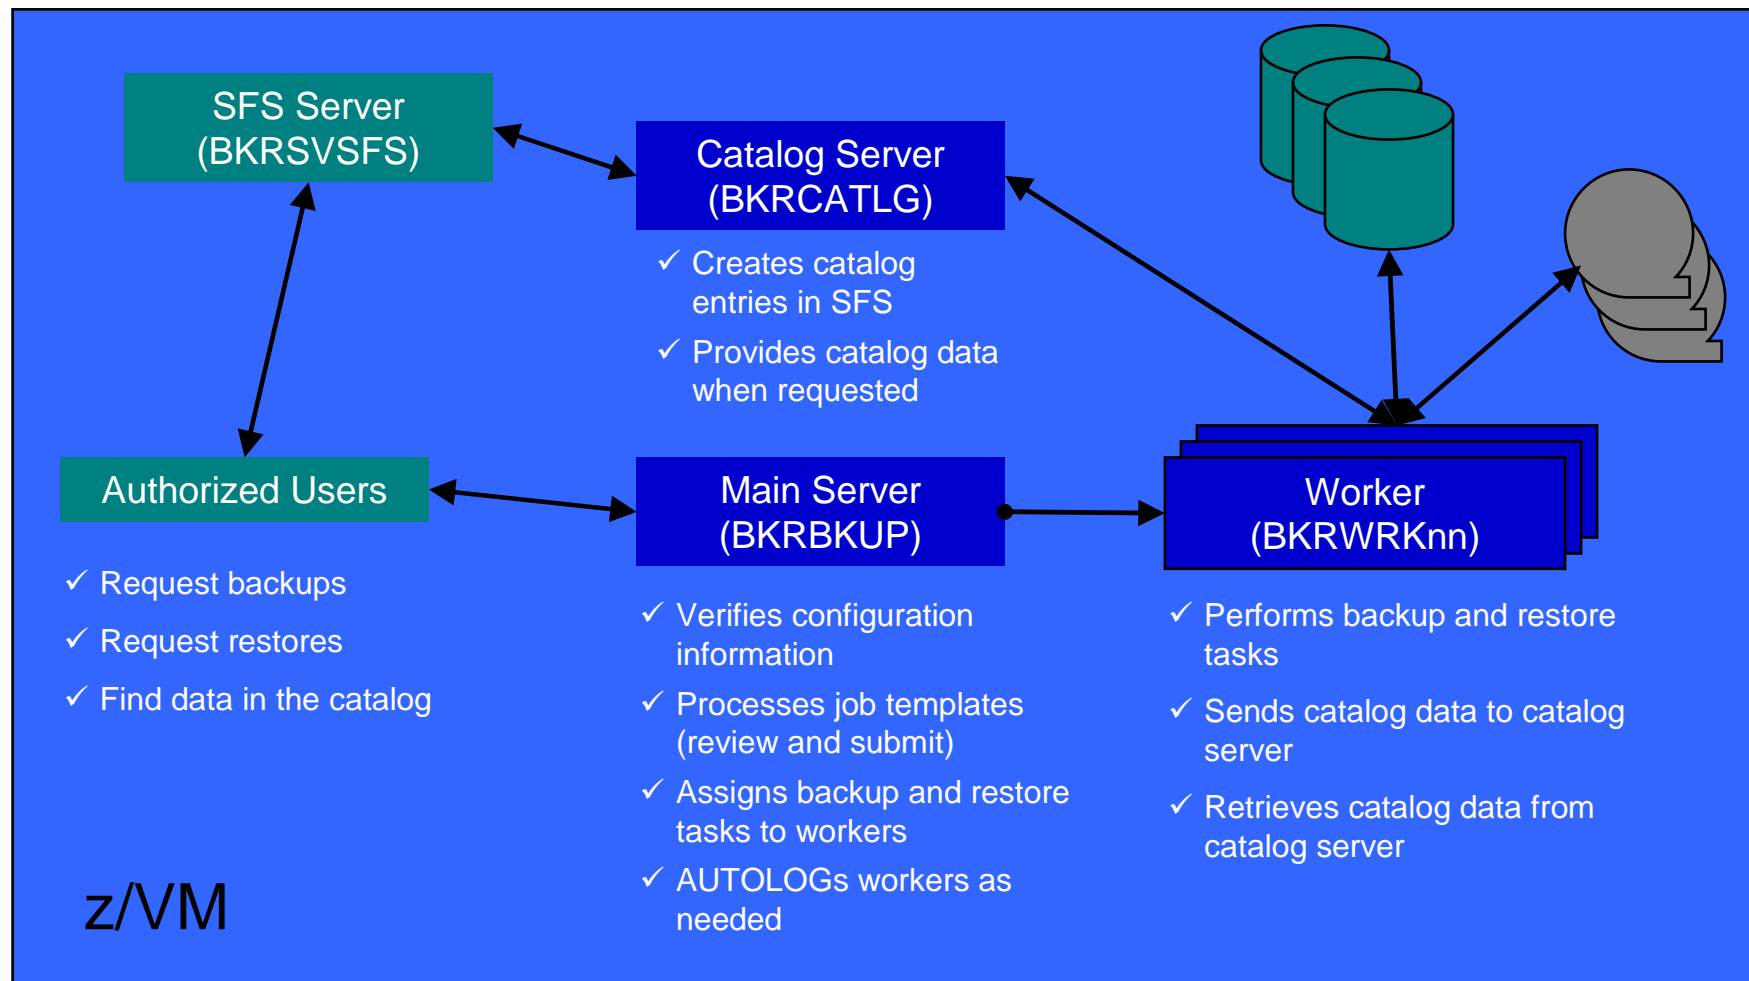 SFS Server
(BKRSVSFS)
Catalog Server
(BKRCATLG)
✓ Creates catalog
entries in SFS
✓ Provides catalog data
when requested
Authorized Users
✓ Request backups
✓ Request restores
✓ Find data in the catalog
Main Server
(BKRBKUP)
✓ Verifies configuration
information
✓ Processes job templates
(review and submit)
✓ Assigns backup and restore
tasks to workers
✓ AUTOLOGs workers as
needed
Worker
(BKRWRKnn)
✓ Performs backup and restore
tasks
✓ Sends catalog data to catalog
server
✓ Retrieves catalog data from
catalog server
z/VM